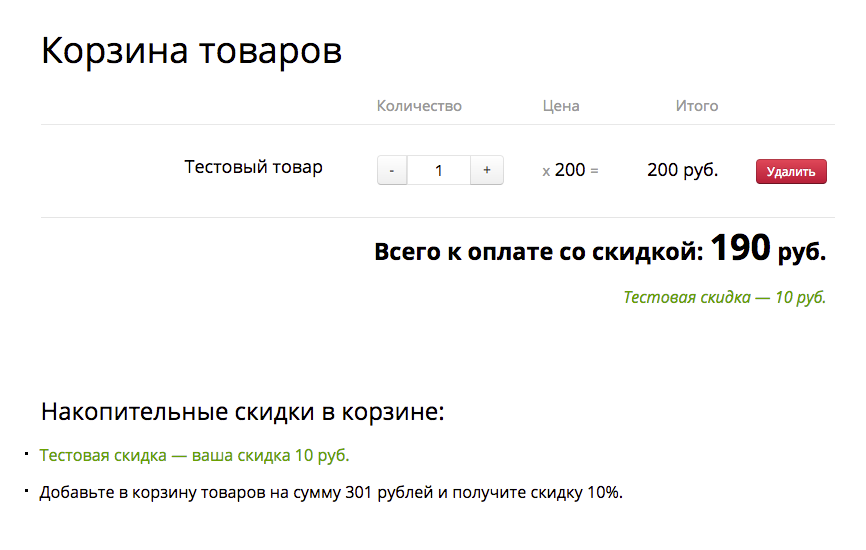 Корзина товаров
Количество Цена Итого
Тестовый товар - 1 + x 200 = 200 руб. Удалить
Всего к оплате со скидкой: 190 руб.
Тестовая скидка — 10 руб.
Накопительные скидки в корзине:
Тестовая скидка — ваша скидка 10 руб.
Добавьте в корзину товаров на сумму 301 рублей и получите скидку 10%.